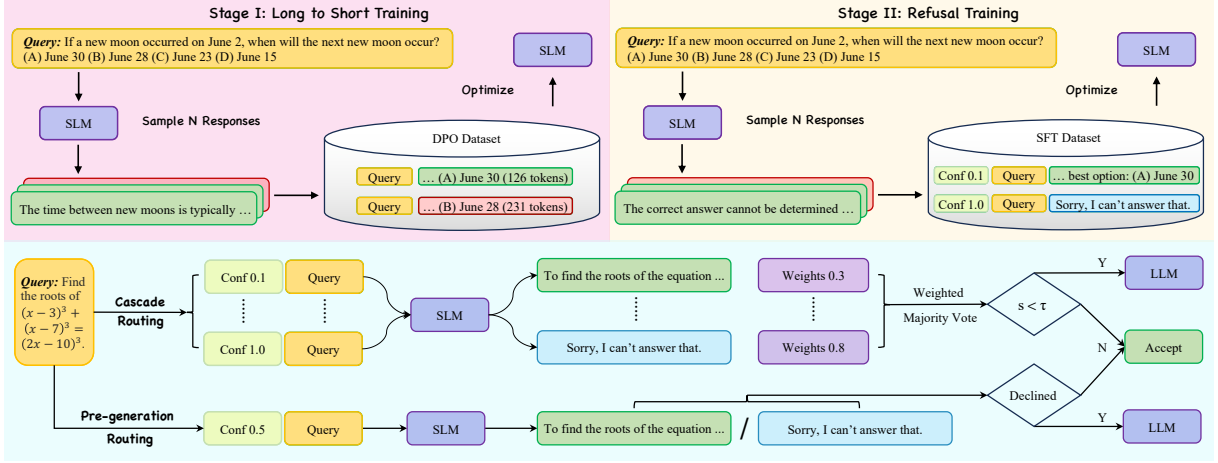 Stage I: Long to Short Training
Query: If a new moon occurred on June 2, when will the next new moon occur?
(A) June 30 (B) June 28 (C) June 23 (D) June 15
SLM
Optimize
SLM
Sample N Responses
DPO Dataset
Query
… (A) June 30 (126 tokens)
Query
… (B) June 28 (231 tokens)
The time between new moons is typically …
Stage II: Refusal Training
Query: If a new moon occurred on June 2, when will the next new moon occur?
(A) June 30 (B) June 28 (C) June 23 (D) June 15
SLM
Optimize
SLM
Sample N Responses
SFT Dataset
Conf 0.1
Query
… best option: (A) June 30
Conf 1.0
Query
Sorry, I can't answer that.
The correct answer cannot be determined …
Query: Find
the roots of
(x − 3)³ +
(x − 7)³ =
(2x − 10)³.
Cascade
Routing
Conf 0.1
Query
Conf 1.0
Query
SLM
To find the roots of the equation ...
Sorry, I can't answer that.
Weights 0.3
Weights 0.8
Weighted
Majority Vote
s < τ
Y
LLM
N
Accept
Pre-generation
Routing
Conf 0.5
Query
SLM
To find the roots of the equation ...
/
Sorry, I can't answer that.
Declined
Y
LLM